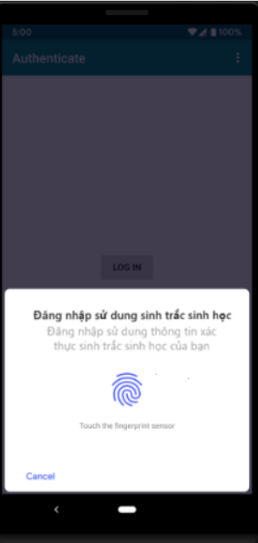 5:00
100%
Authenticate
LOG IN
Đăng nhập sử dung sinh trắc sinh học
Đăng nhập sử dung thông tin xác
thực sinh trắc sinh học của bạn
Touch the fingerprint sensor
Cancel